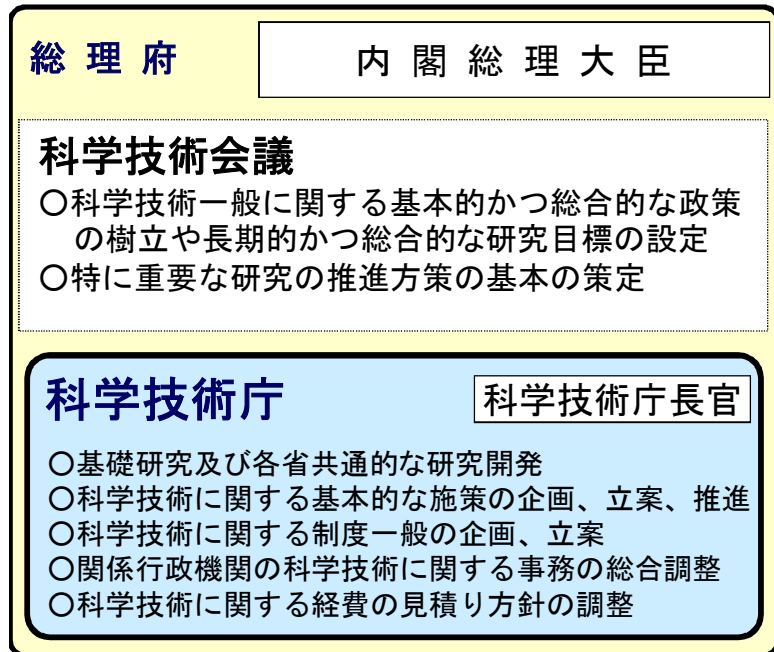 総理府
内閣総理大臣
科学技術会議
○科学技術一般に関する基本的かつ総合的な政策
の樹立や長期的かつ総合的な研究目標の設定
○特に重要な研究の推進方策の基本の策定
科学技術庁
科学技術庁長官
○基礎研究及び各省共通的な研究開発
○科学技術に関する基本的な施策の企画、立案、推進
○科学技術に関する制度一般の企画、立案
○関係行政機関の科学技術に関する事務の総合調整
○科学技術に関する経費の見積り方針の調整